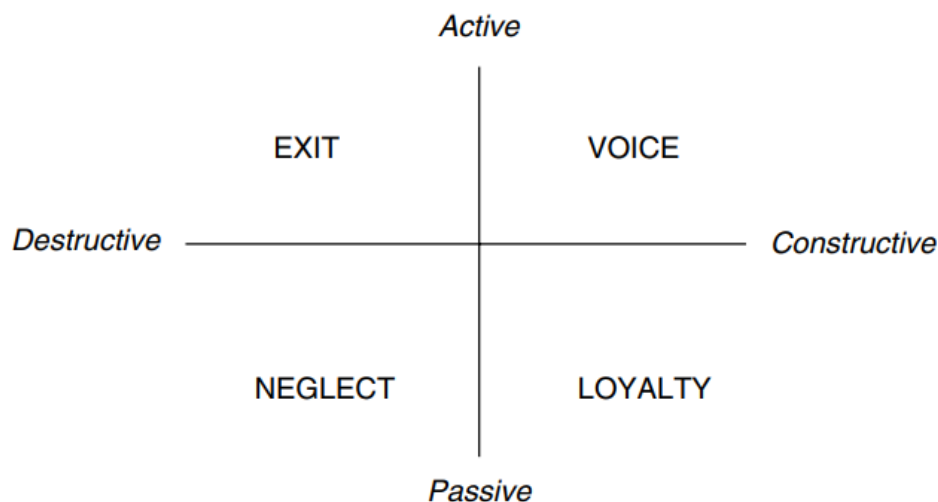 Active
EXIT VOICE
Destructive Constructive
NEGLECT LOYALTY
Passive